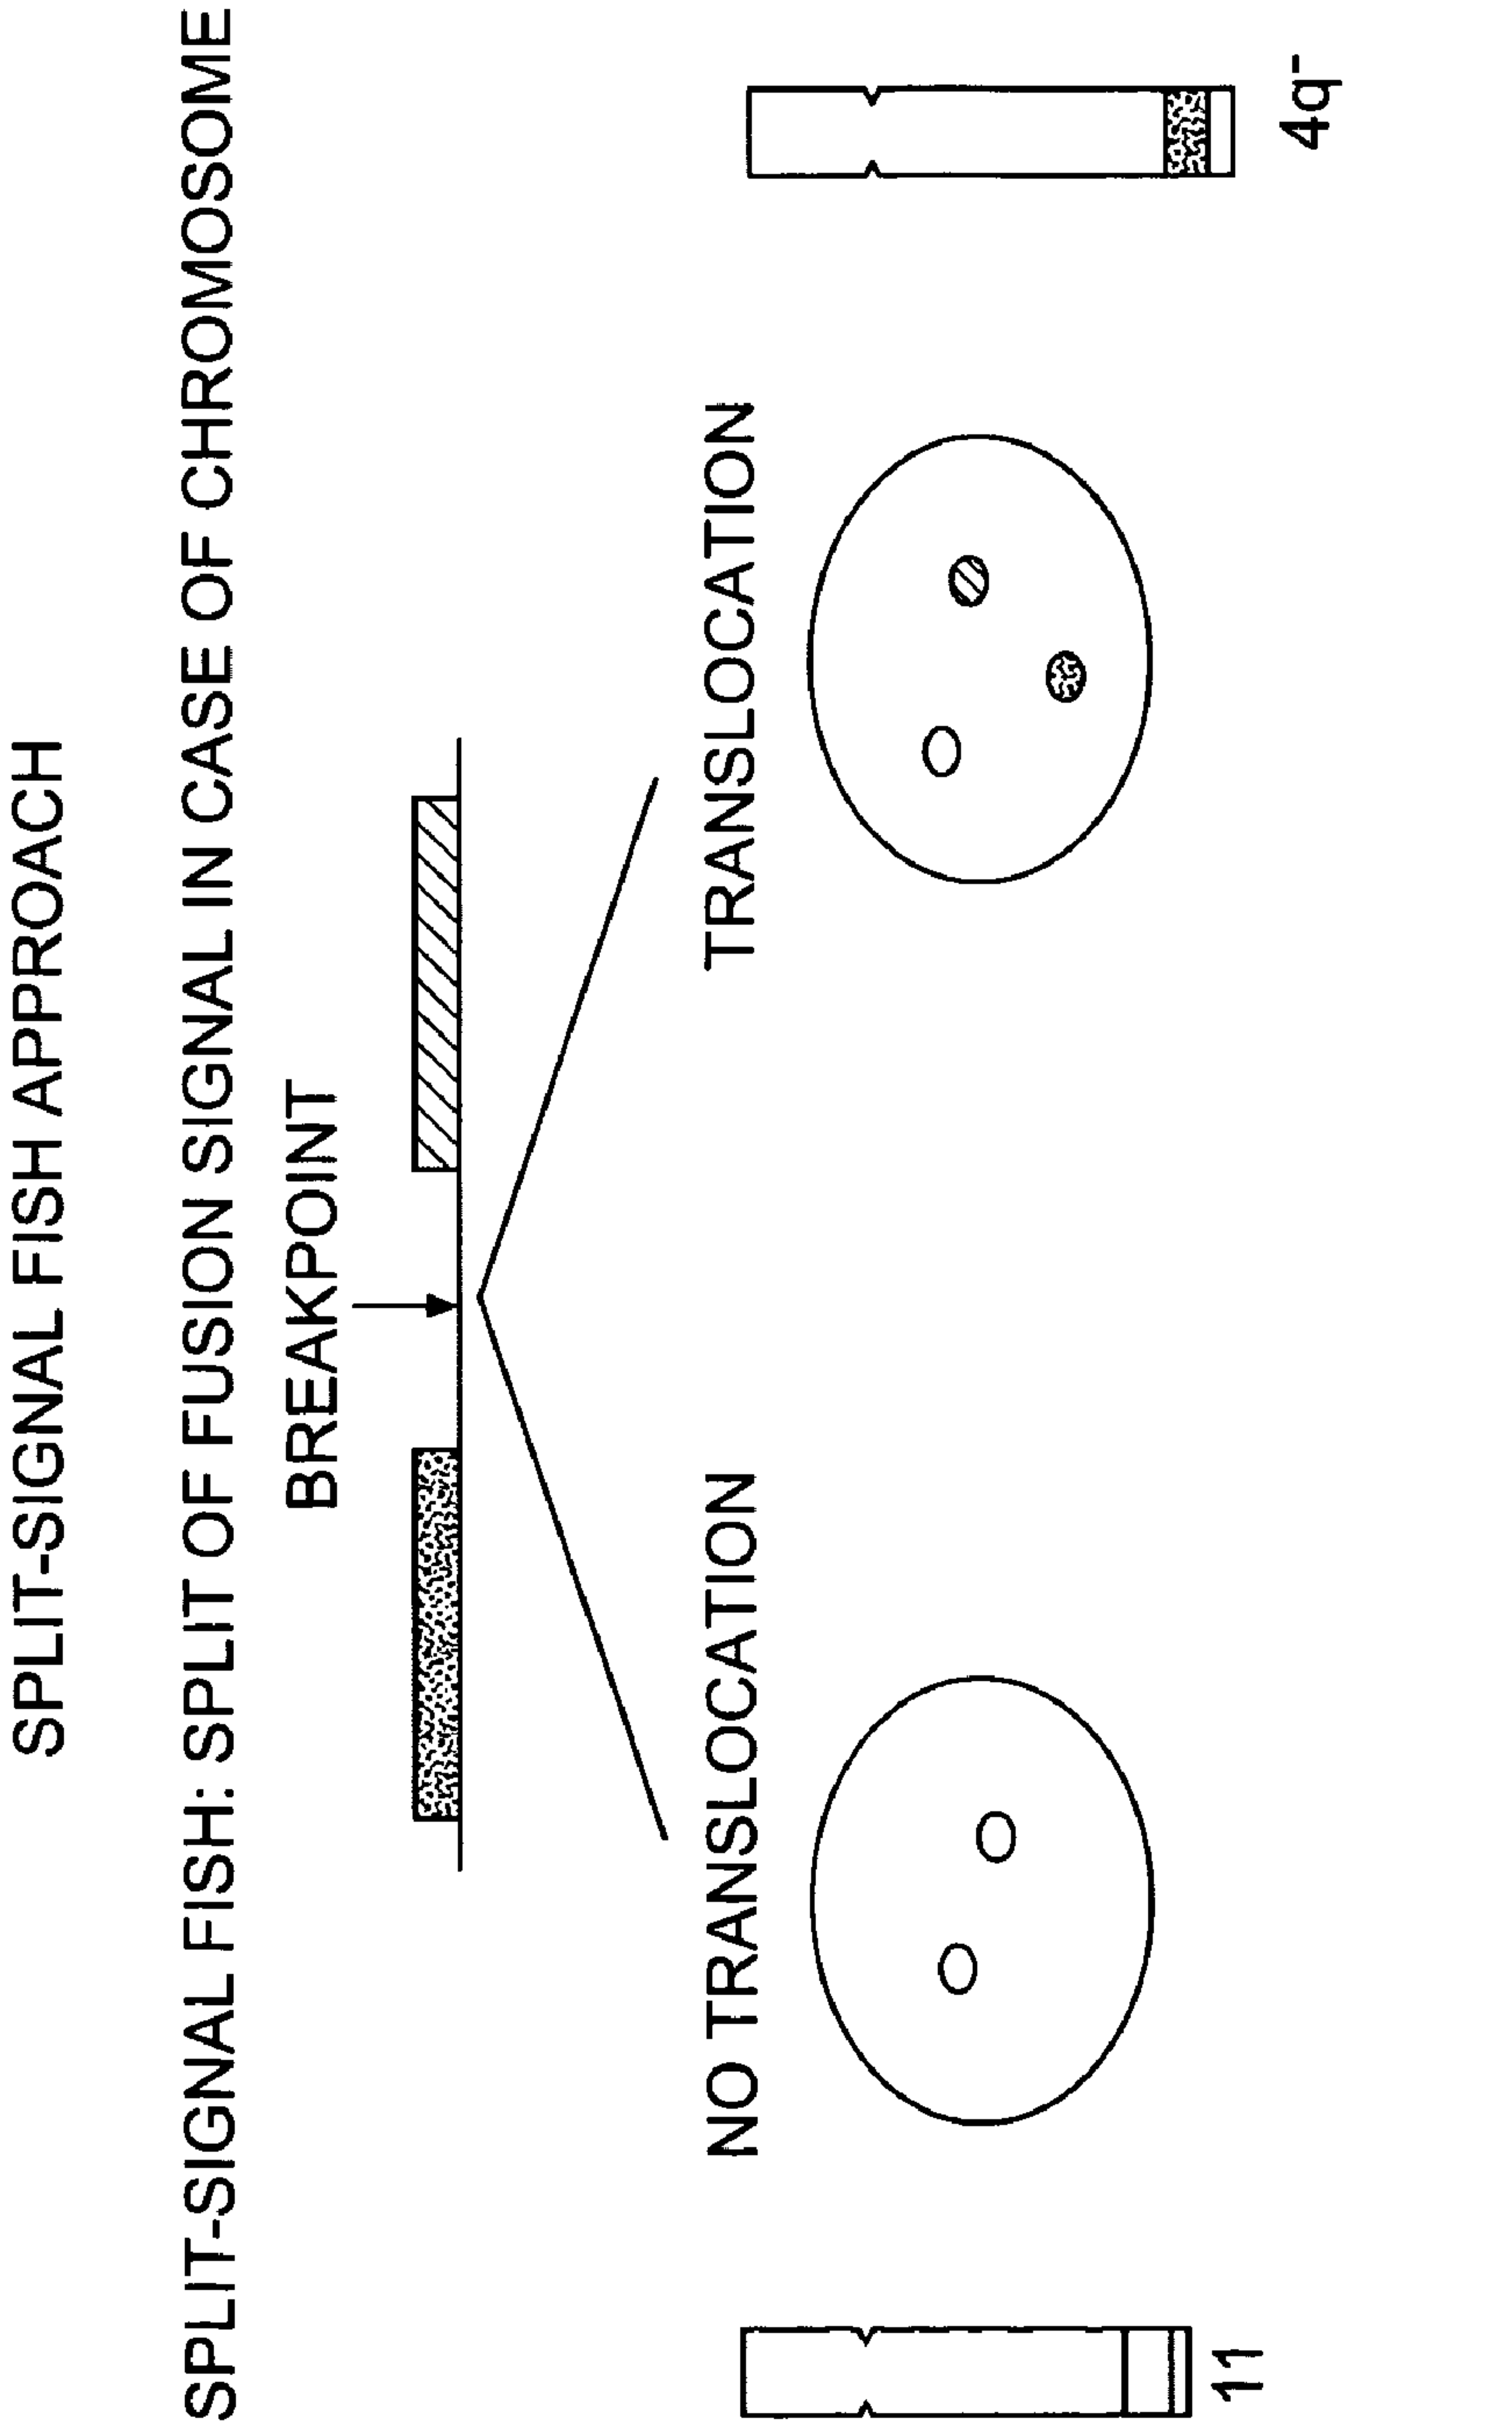 SPLIT-SIGNAL FISH APPROACH
SPLIT-SIGNAL FISH: SPLIT OF FUSION SIGNAL IN CASE OF CHROMOSOME
BREAKPOINT
NO TRANSLOCATION
TRANSLOCATION
11
4q-